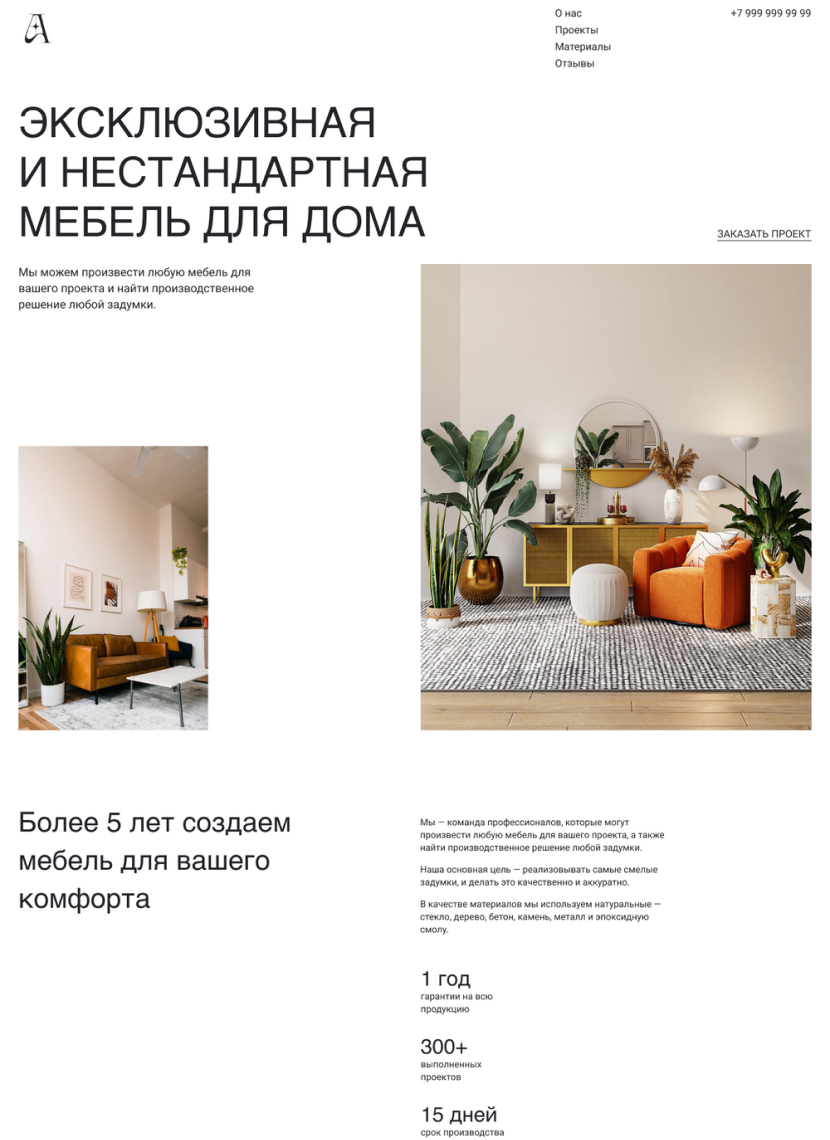 А
О нас
Проекты
Материалы
Отзывы
+7 999 999 99 99
ЭКСКЛЮЗИВНАЯ
И НЕСТАНДАРТНАЯ
МЕБЕЛЬ ДЛЯ ДОМА
ЗАКАЗАТЬ ПРОЕКТ
Мы можем произвести любую мебель для
вашего проекта и найти производственное
решение любой задумки.
Более 5 лет создаем
мебель для вашего
комфорта
Мы — команда профессионалов, которые могут
произвести любую мебель для вашего проекта, а также
найти производственное решение любой задумки.
Наша основная цель — реализовывать самые смелые
задумки, и делать это качественно и аккуратно.
В качестве материалов мы используем натуральные —
стекло, дерево, бетон, камень, металл и эпоксидную
смолу.
1 год
гарантии на всю
продукцию
300+
выполненных
проектов
15 дней
срок производства